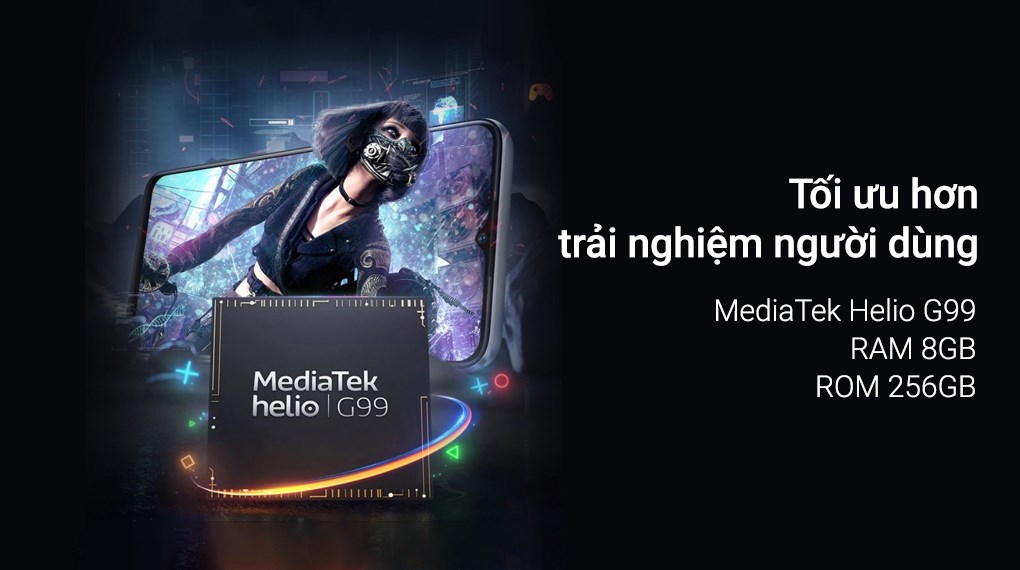 Tối ưu hơn
trải nghiệm người dùng
MediaTek Helio G99
RAM 8GB
ROM 256GB
MediaTek
helio | G99